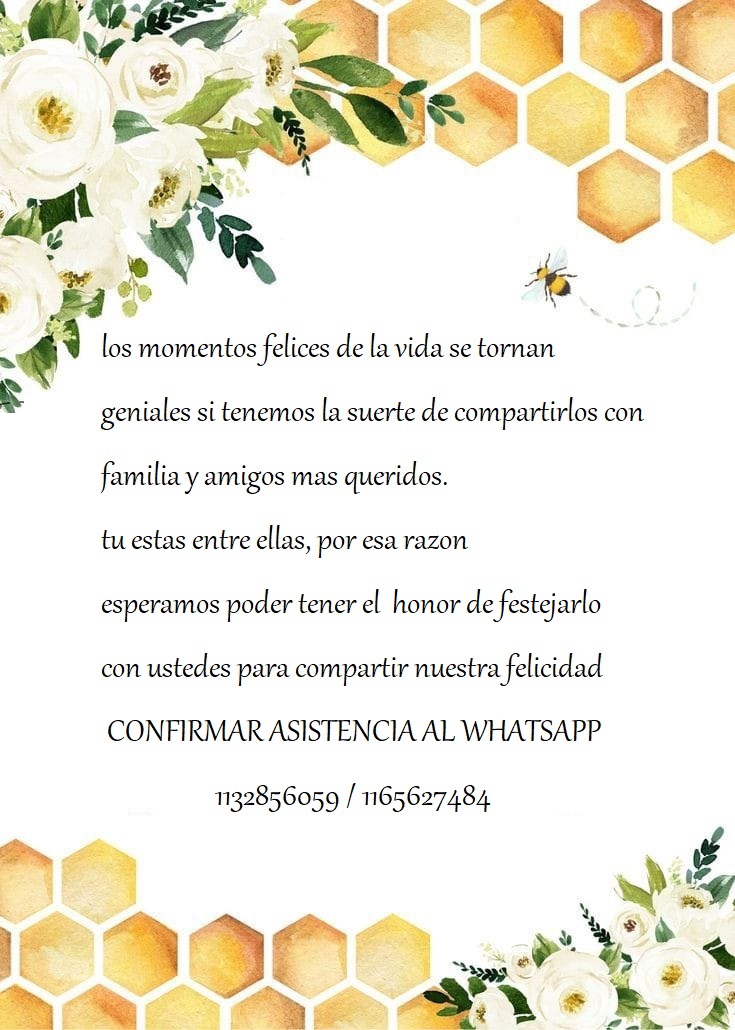 los momentos felices de la vida se tornan
geniales si tenemos la suerte de compartirlos con
familia y amigos mas queridos.
tu estas entre ellas, por esa razon
esperamos poder tener el  honor de festejarlo
con ustedes para compartir nuestra felicidad
CONFIRMAR ASISTENCIA AL WHATSAPP
1132856059 / 1165627484